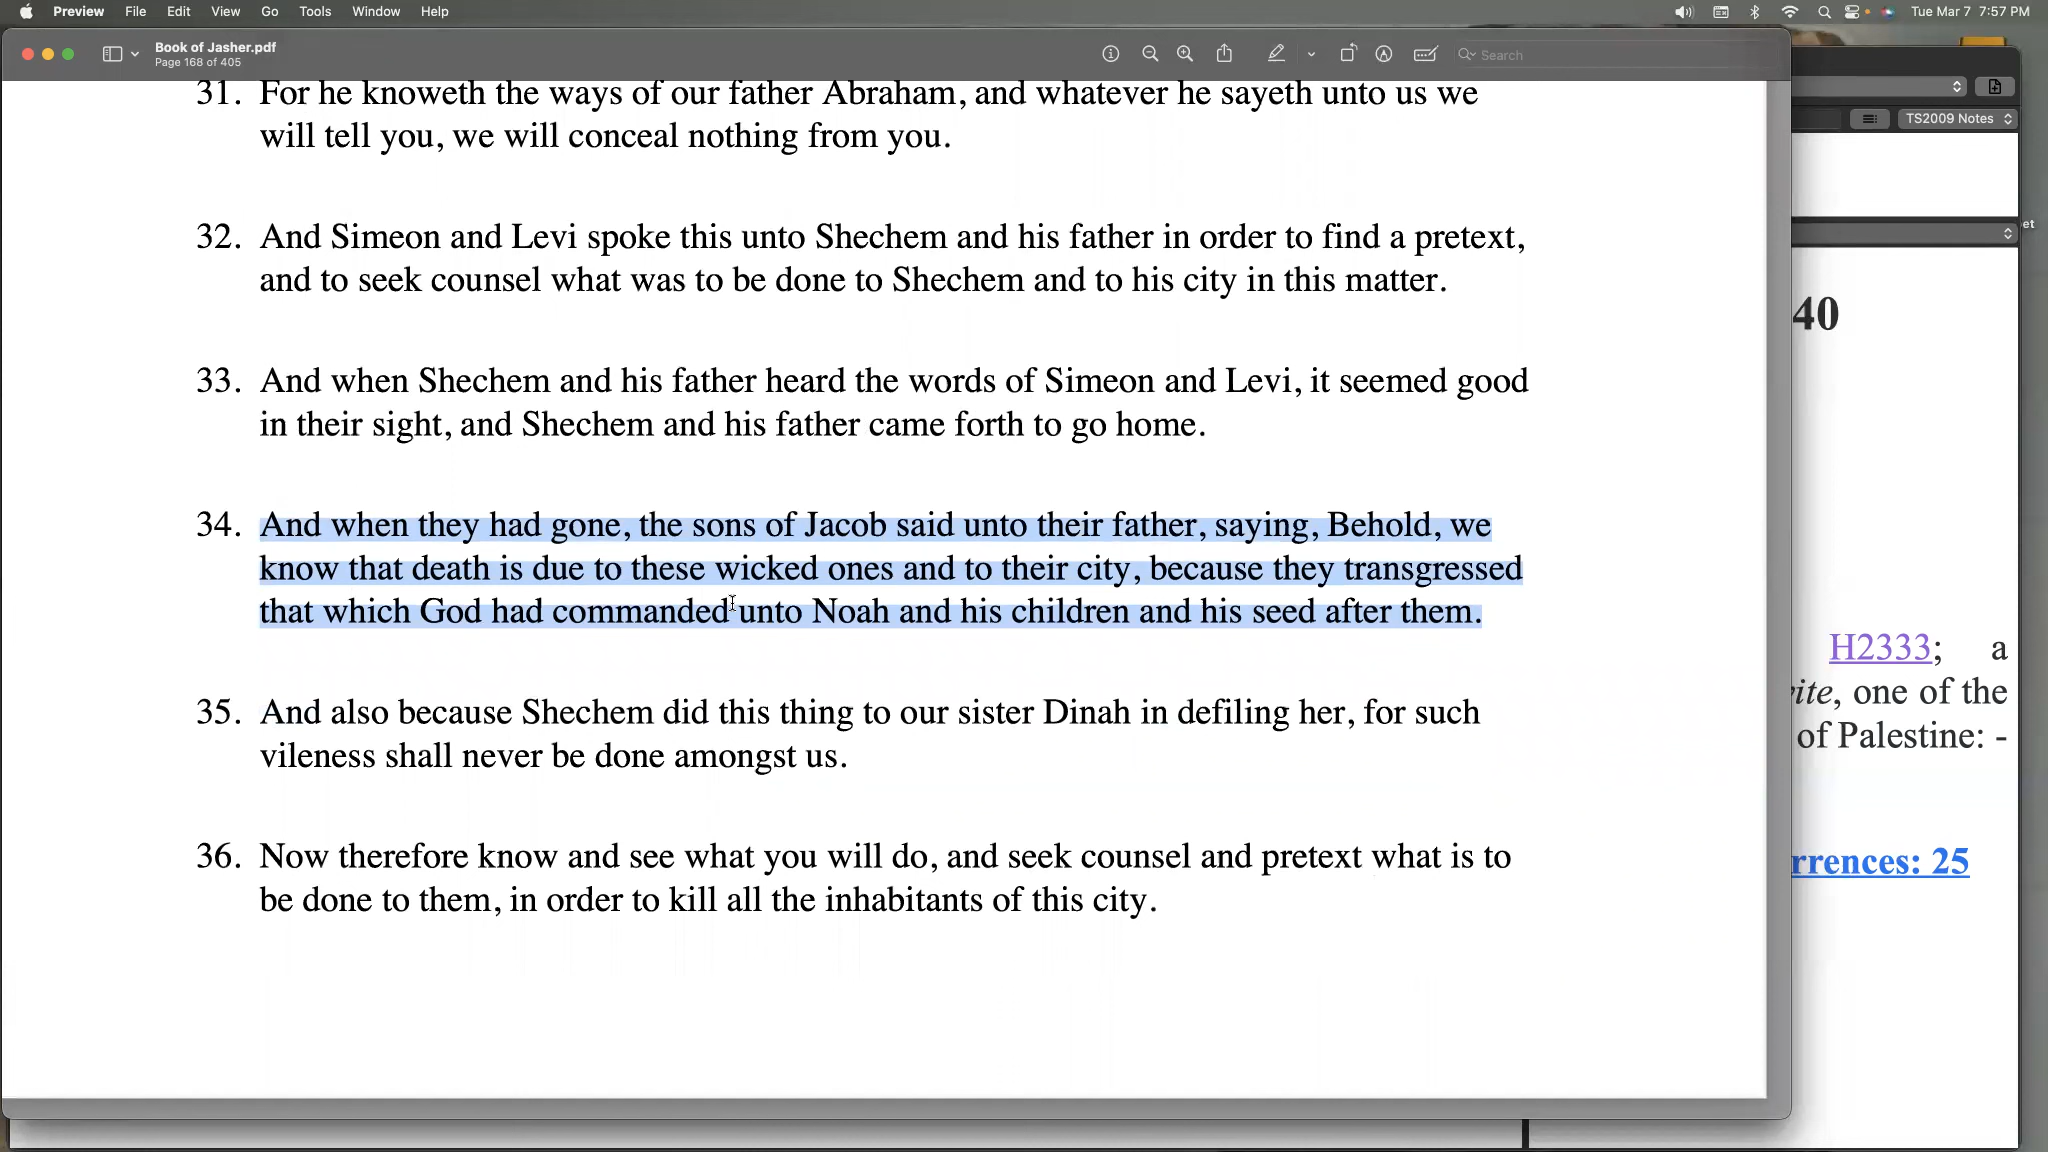 Preview File Edit View Go Tools Window Help
Tue Mar 7 7:57 PM
Book of Jasher.pdf
Page 168 of 405
Search
31. For he knoweth the ways of our father Abraham, and whatever he sayeth unto us we
will tell you, we will conceal nothing from you.
32. And Simeon and Levi spoke this unto Shechem and his father in order to find a pretext,
and to seek counsel what was to be done to Shechem and to his city in this matter.
33. And when Shechem and his father heard the words of Simeon and Levi, it seemed good
in their sight, and Shechem and his father came forth to go home.
34. And when they had gone, the sons of Jacob said unto their father, saying, Behold, we
know that death is due to these wicked ones and to their city, because they transgressed
that which God had commanded unto Noah and his children and his seed after them.
35. And also because Shechem did this thing to our sister Dinah in defiling her, for such
vileness shall never be done amongst us.
36. Now therefore know and see what you will do, and seek counsel and pretext what is to
be done to them, in order to kill all the inhabitants of this city.
TS2009 Notes
et
40
H2333; a
ite, one of the
of Palestine: -
rrences: 25